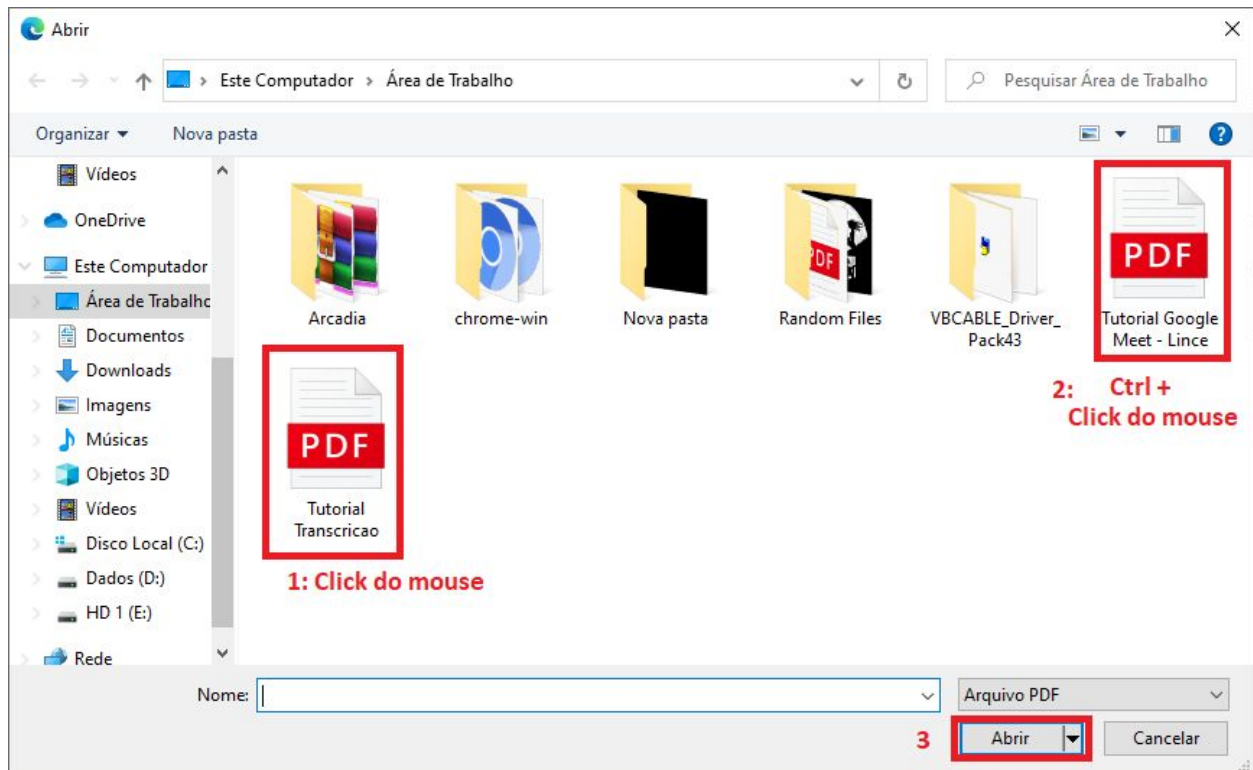 Abrir
Este Computador > Área de Trabalho
Pesquisar Área de Trabalho
Organizar
Nova pasta
Vídeos
OneDrive
Este Computador
Área de Trabalho
Documentos
Downloads
Imagens
Músicas
Objetos 3D
Vídeos
Disco Local (C:)
Dados (D:)
HD 1 (E:)
Rede
PDF
Arcadia
chrome-win
Nova pasta
Random Files
VBCABLE_Driver_
Pack43
PDF
Tutorial Google
Meet - Lince
2: Ctrl +
Click do mouse
PDF
Tutorial
Transcricao
1: Click do mouse
Nome:
Arquivo PDF
3
Abrir
Cancelar